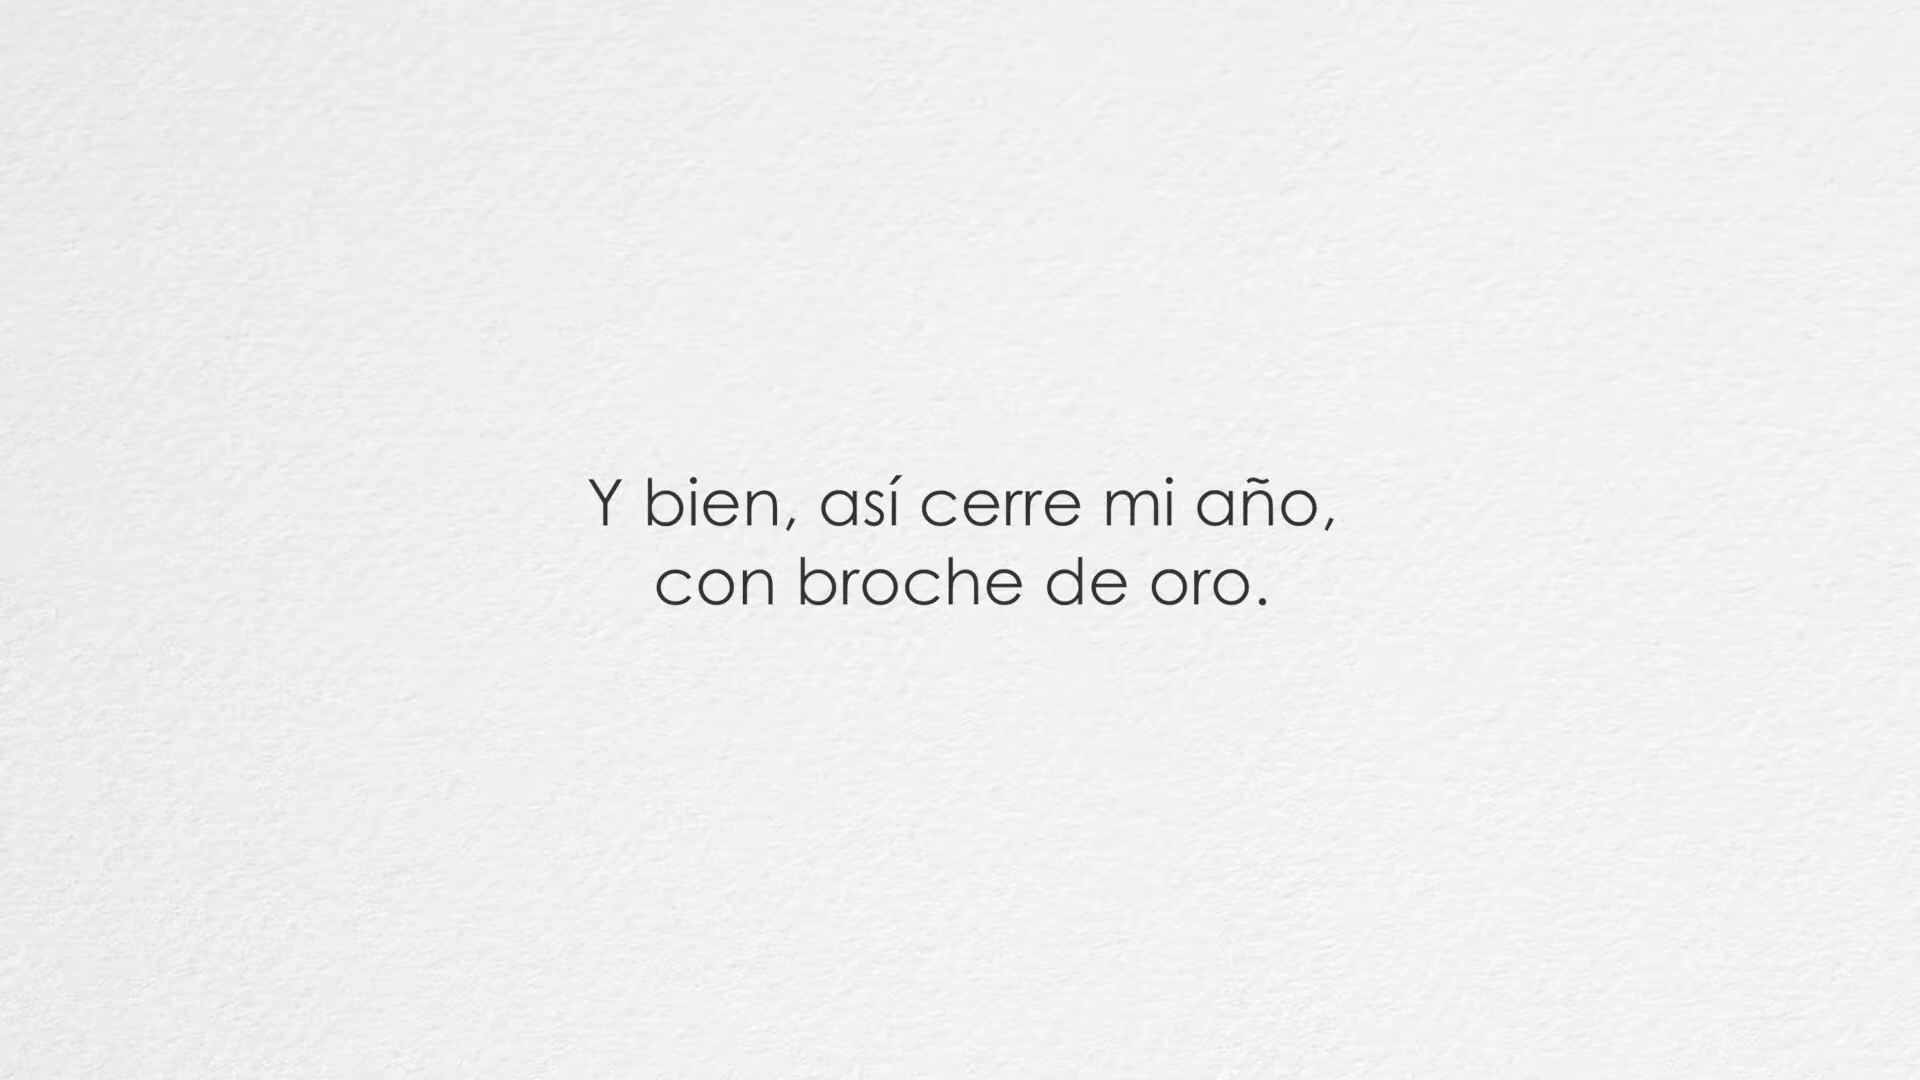 Y bien, así cerre mi año,
con broche de oro.